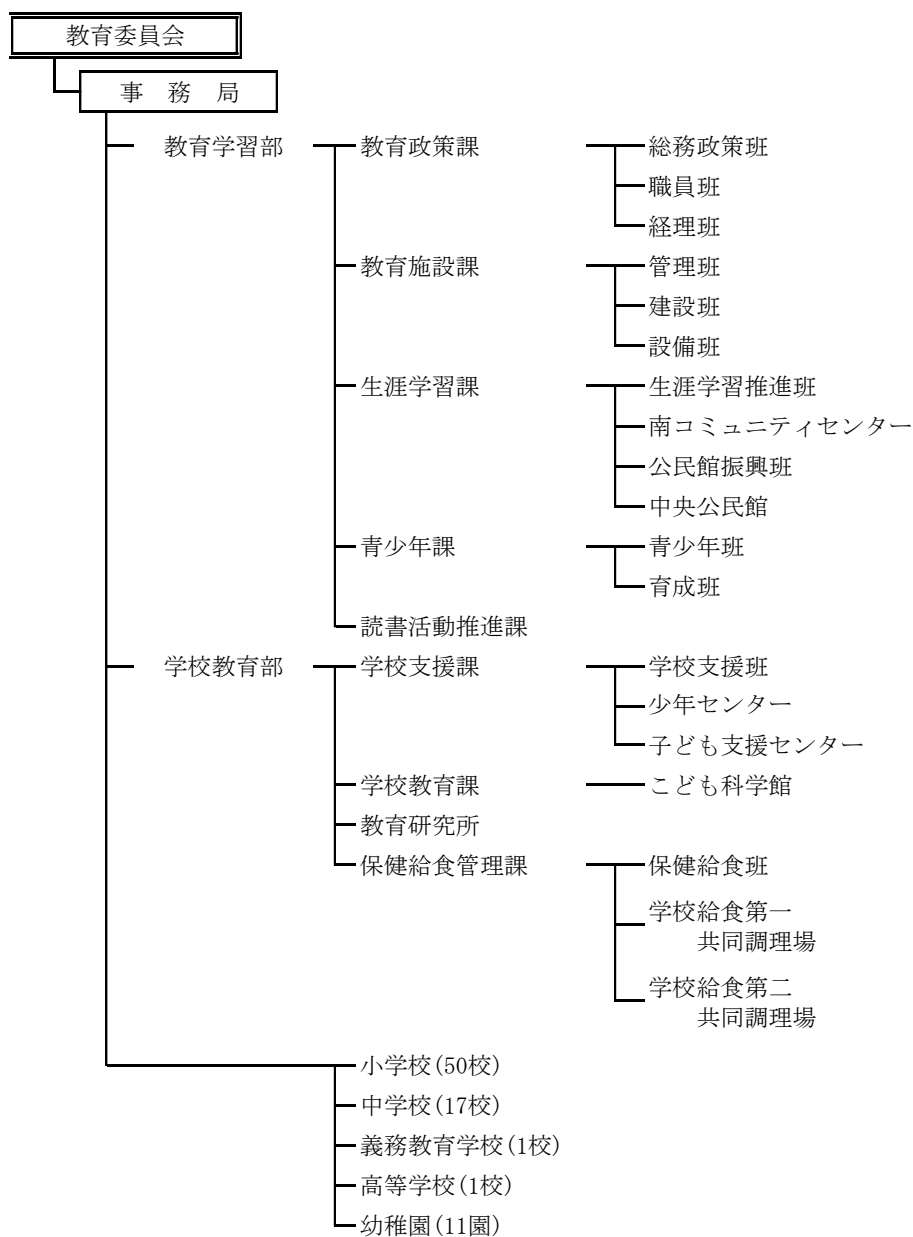 教育委員会
事 務 局
教育学習部 教育政策課 総務政策班
職員班
経理班
教育施設課 管理班
建設班
設備班
生涯学習課 生涯学習推進班
南コミュニティセンター
公民館振興班
中央公民館
青少年課 青少年班
育成班
読書活動推進課
学校教育部 学校支援課 学校支援班
少年センター
子ども支援センター
学校教育課 こども科学館
教育研究所
保健給食管理課 保健給食班
学校給食第一
共同調理場
学校給食第二
共同調理場
小学校(50校)
中学校(17校)
義務教育学校(1校)
高等学校(1校)
幼稚園(11園)